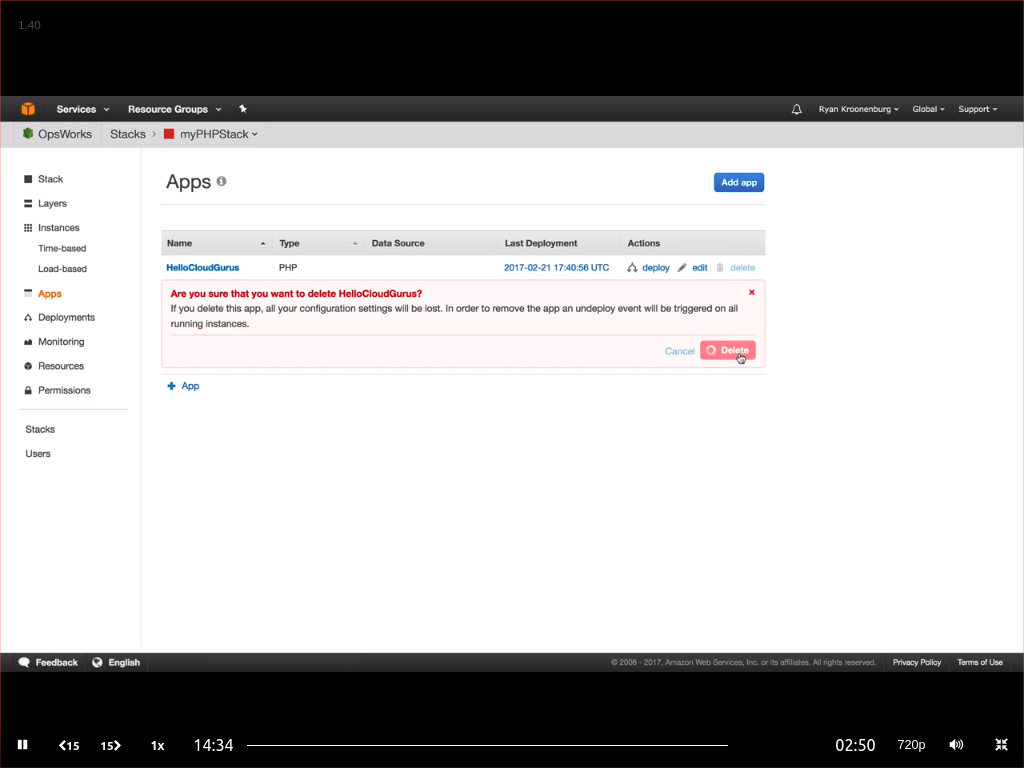 1.40
Services Resource Groups Ryan Kroonenburg Global Support
OpsWorks Stacks myPHPStack
Stack
Layers
Instances
Time-based
Load-based
Apps
Deployments
Monitoring
Resources
Permissions
Stacks
Users
Apps
Add app
Name Type Data Source Last Deployment Actions
HelloCloudGurus PHP 2017-02-21 17:40:56 UTC deploy edit delete
Are you sure that you want to delete HelloCloudGurus?
If you delete this app, all your configuration settings will be lost. In order to remove the app an undeploy event will be triggered on all
running instances.
Cancel Delete
App
Feedback English © 2008 - 2017, Amazon Web Services, Inc. or its affiliates. All rights reserved. Privacy Policy Terms of Use
15 15 1x 14:34 02:50 720p